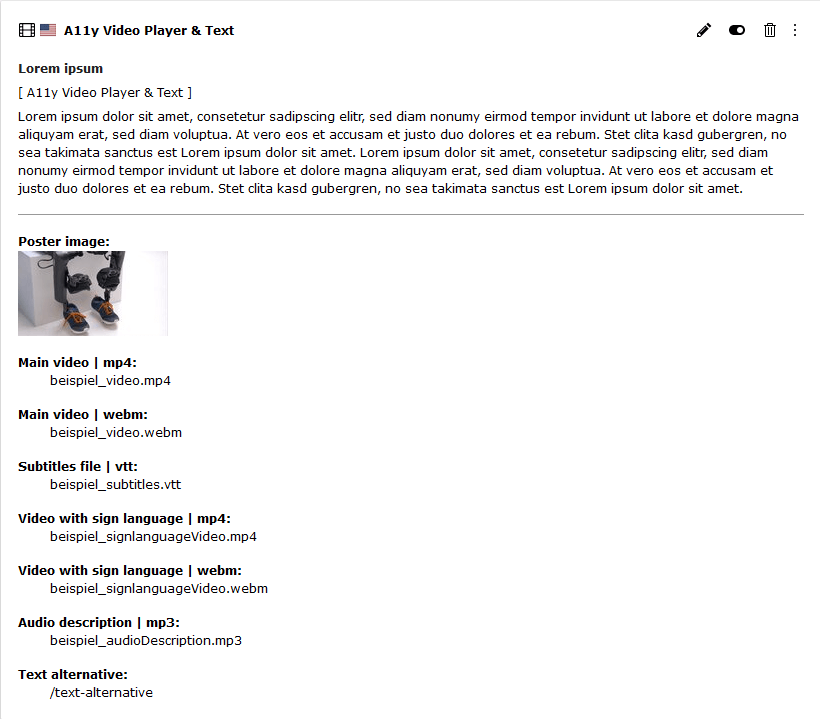 A11y Video Player & Text
Lorem ipsum
[ A11y Video Player & Text ]
Lorem ipsum dolor sit amet, consetetur sadipscing elitr, sed diam nonumy eirmod tempor invidunt ut labore et dolore magna
aliquyam erat, sed diam voluptua. At vero eos et accusam et justo duo dolores et ea rebum. Stet clita kasd gubergren, no
sea takimata sanctus est Lorem ipsum dolor sit amet. Lorem ipsum dolor sit amet, consetetur sadipscing elitr, sed diam
nonumy eirmod tempor invidunt ut labore et dolore magna aliquyam erat, sed diam voluptua. At vero eos et accusam et
justo duo dolores et ea rebum. Stet clita kasd gubergren, no sea takimata sanctus est Lorem ipsum dolor sit amet.
Poster image:
Main video | mp4:
beispiel_video.mp4
Main video | webm:
beispiel_video.webm
Subtitles file | vtt:
beispiel_subtitles.vtt
Video with sign language | mp4:
beispiel_signlanguageVideo.mp4
Video with sign language | webm:
beispiel_signlanguageVideo.webm
Audio description | mp3:
beispiel_audioDescription.mp3
Text alternative:
/text-alternative